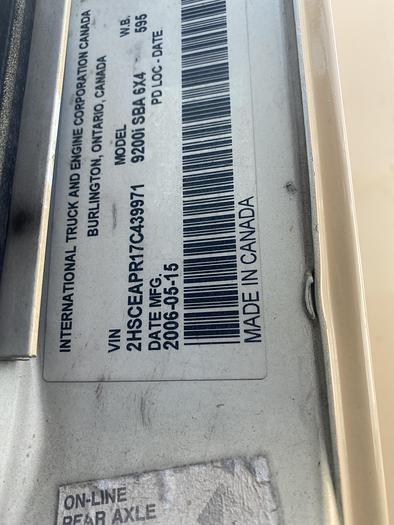 INTERNATIONAL TRUCK AND ENGINE CORPORATION CANADA
BURLINGTON, ONTARIO, CANADA
VIN MODEL W.B.
2HSCEAPR17C439971 9200i SBA 6X4 595
DATE MFG. PD LOC - DATE
2006-05-15
MADE IN CANADA
ON-LINE
REAR AXLE